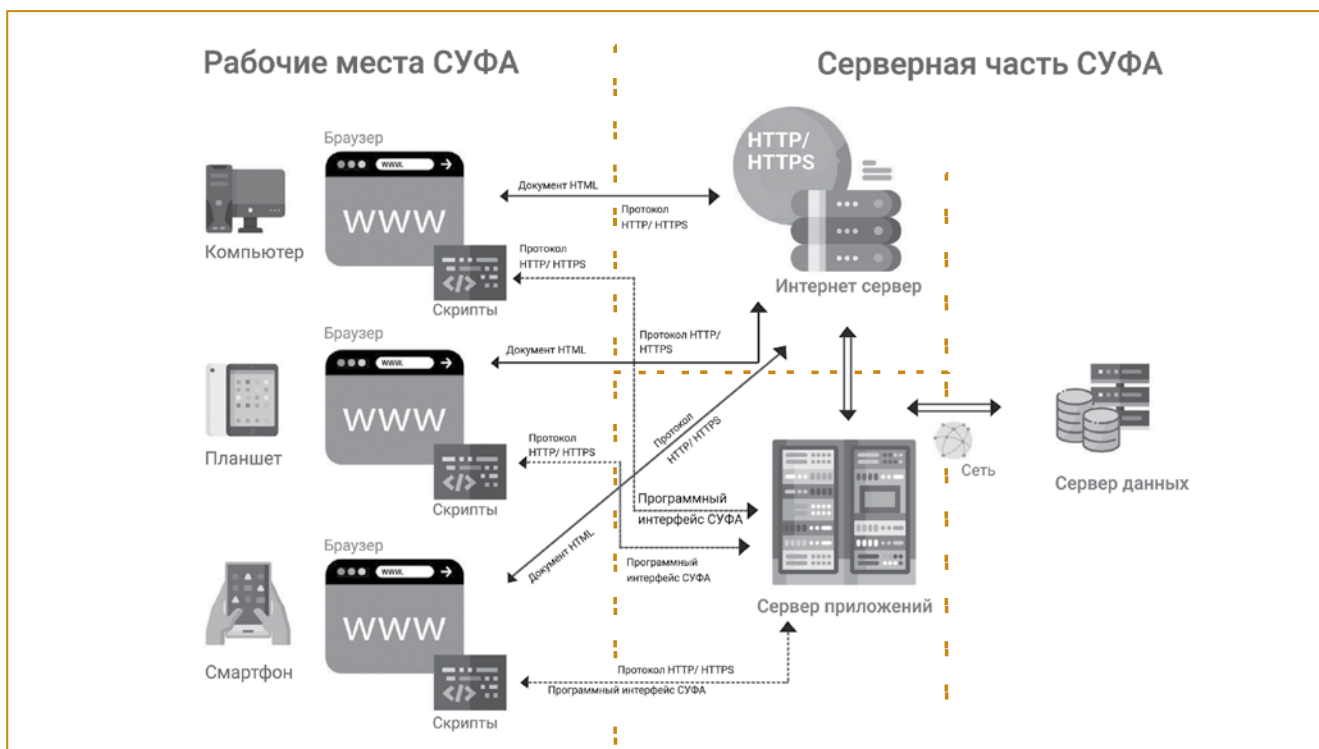 Рабочие места СУФА
Серверная часть СУФА
Браузер
www.
WWW
Компьютер
Скрипты
Документ HTML
Протокол
HTTP/ HTTPS
Протокол
HTTP/ HTTPS
HTTP/
HTTPS
Интернет сервер
Браузер
www.
WWW
Планшет
Скрипты
Документ HTML
Протокол HTTP/
HTTPS
Протокол
HTTP/ HTTPS
Протокол
HTTP/ HTTPS
Документ HTML
Программный
интерфейс СУФА
Программный
интерфейс СУФА
Сеть
Сервер данных
Сервер приложений
Браузер
www.
WWW
Смартфон
Скрипты
Протокол HTTP/ HTTPS
Программный интерфейс СУФА